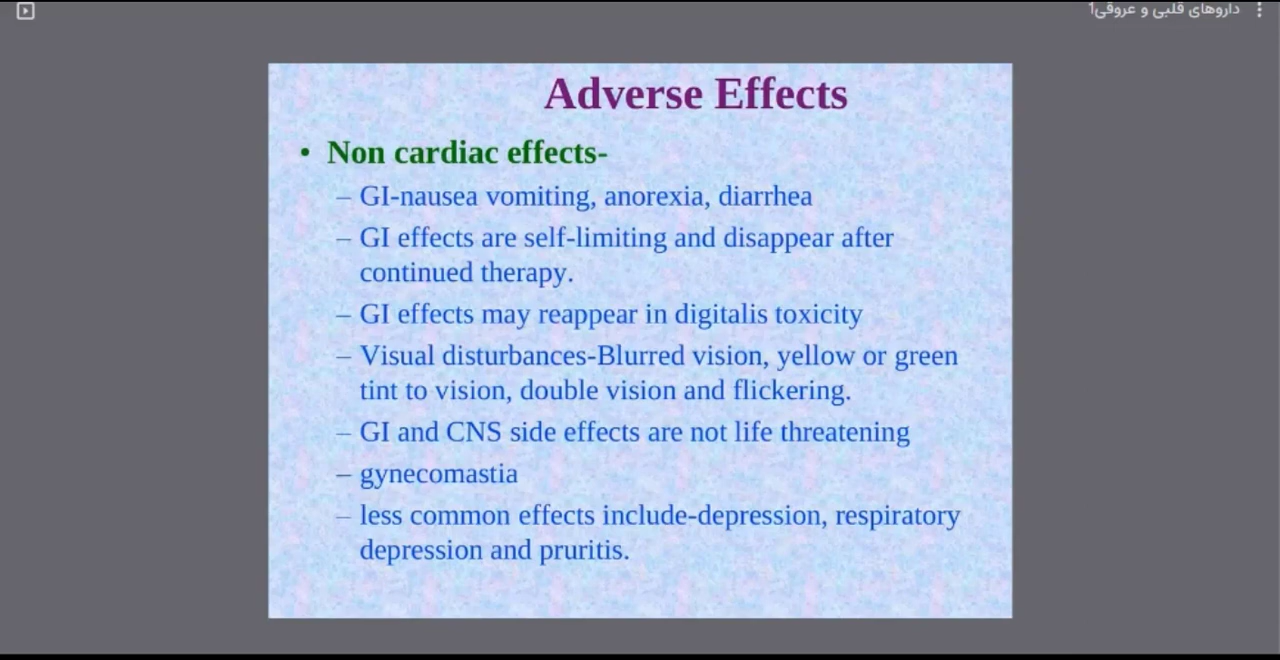 داروهای قلبی و عروقی1
Adverse Effects
• Non cardiac effects-
– GI-nausea vomiting, anorexia, diarrhea
– GI effects are self-limiting and disappear after
continued therapy.
– GI effects may reappear in digitalis toxicity
– Visual disturbances-Blurred vision, yellow or green
tint to vision, double vision and flickering.
– GI and CNS side effects are not life threatening
– gynecomastia
– less common effects include-depression, respiratory
depression and pruritis.